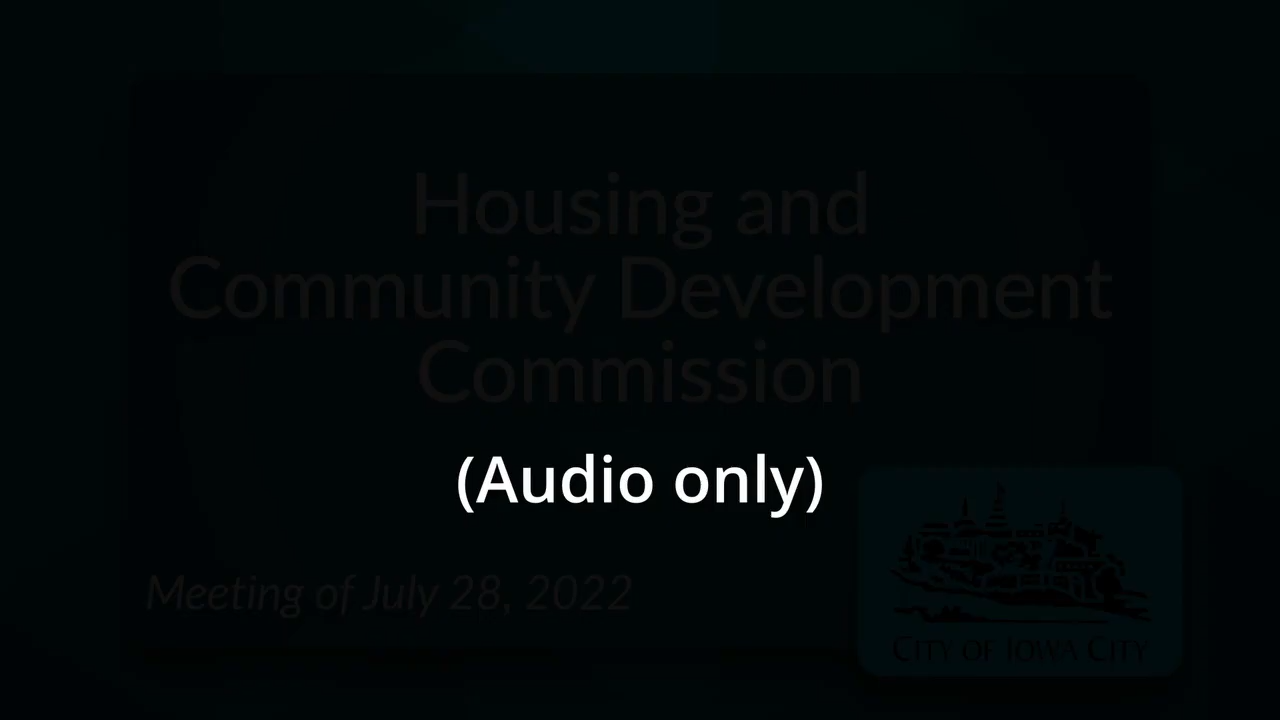 Housing and
Community Development
Commission
(Audio only)
Meeting of July 28, 2022
CITY OF IOWA CITY